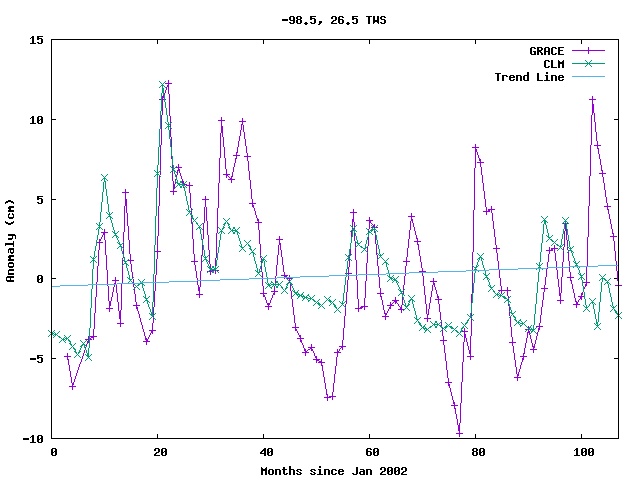 -98.5, 26.5 TWS
GRACE
CLM
Trend Line
15
10
5
0
-5
-10
Anomaly (cm)
0 20 40 60 80 100
Months since Jan 2002